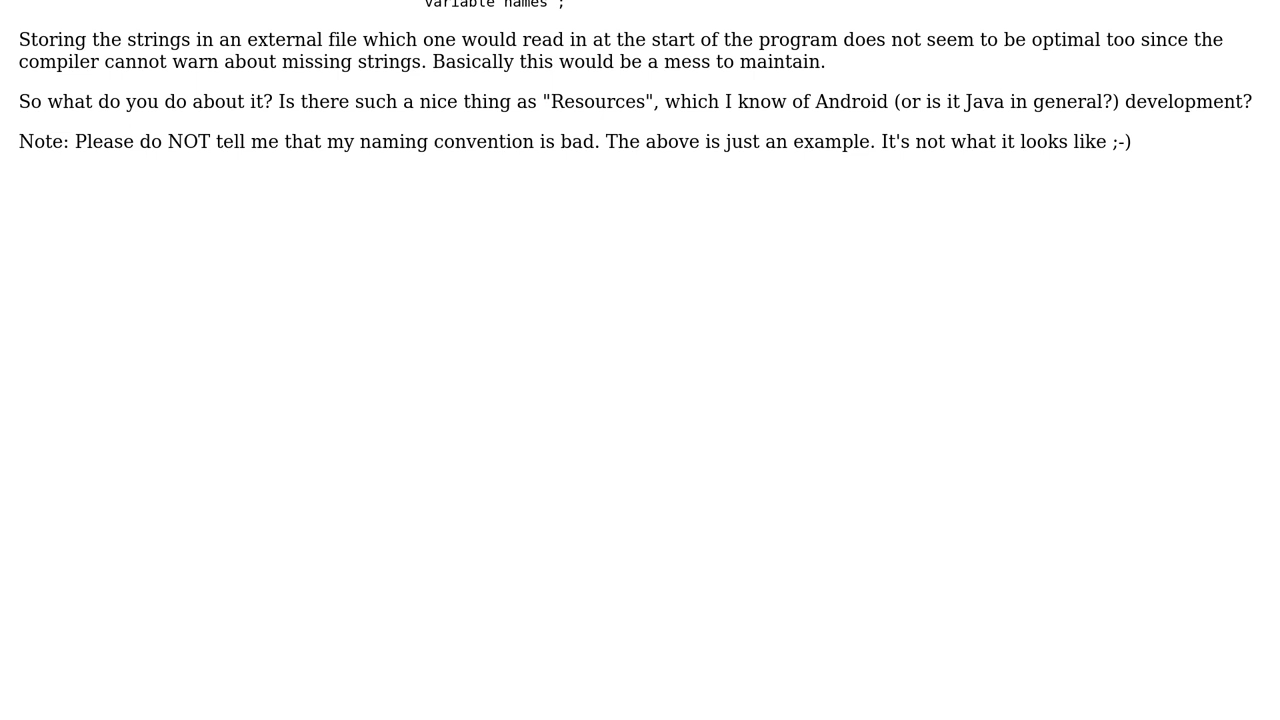 variable names';
Storing the strings in an external file which one would read in at the start of the program does not seem to be optimal too since the
compiler cannot warn about missing strings. Basically this would be a mess to maintain.
So what do you do about it? Is there such a nice thing as "Resources", which I know of Android (or is it Java in general?) development?
Note: Please do NOT tell me that my naming convention is bad. The above is just an example. It's not what it looks like ;-)